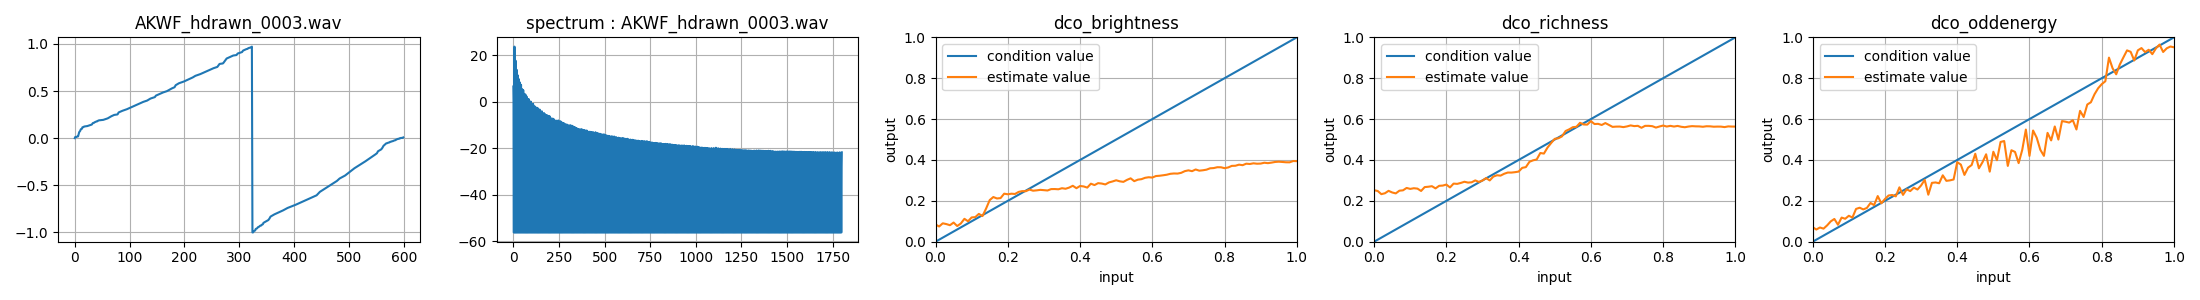 AKWF_hdrawn_0003.wav
1.0
0.5
0.0
−0.5
−1.0
0 100 200 300 400 500 600
spectrum : AKWF_hdrawn_0003.wav
20
0
−20
−40
−60
0 250 500 750 1000 1250 1500 1750
dco_brightness
condition value
estimate value
output
1.0
0.8
0.6
0.4
0.2
0.0
0.0 0.2 0.4 0.6 0.8 1.0
input
dco_richness
condition value
estimate value
output
1.0
0.8
0.6
0.4
0.2
0.0
0.0 0.2 0.4 0.6 0.8 1.0
input
dco_oddenergy
condition value
estimate value
output
1.0
0.8
0.6
0.4
0.2
0.0
0.0 0.2 0.4 0.6 0.8 1.0
input